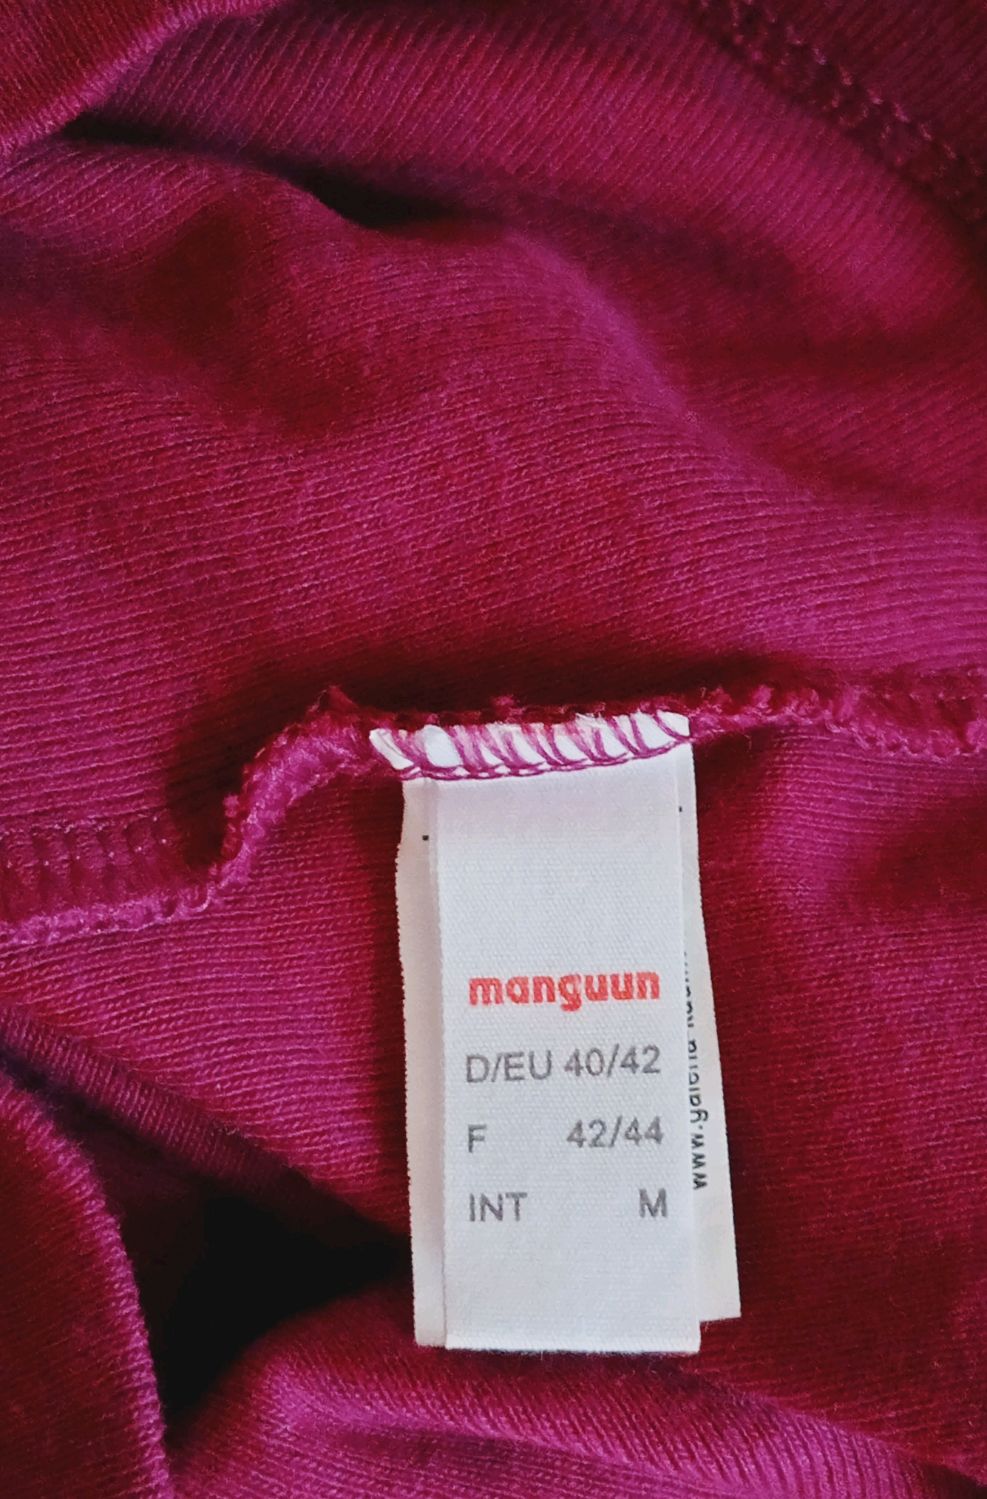 manguun
D/EU 40/42
F 42/44
INT M